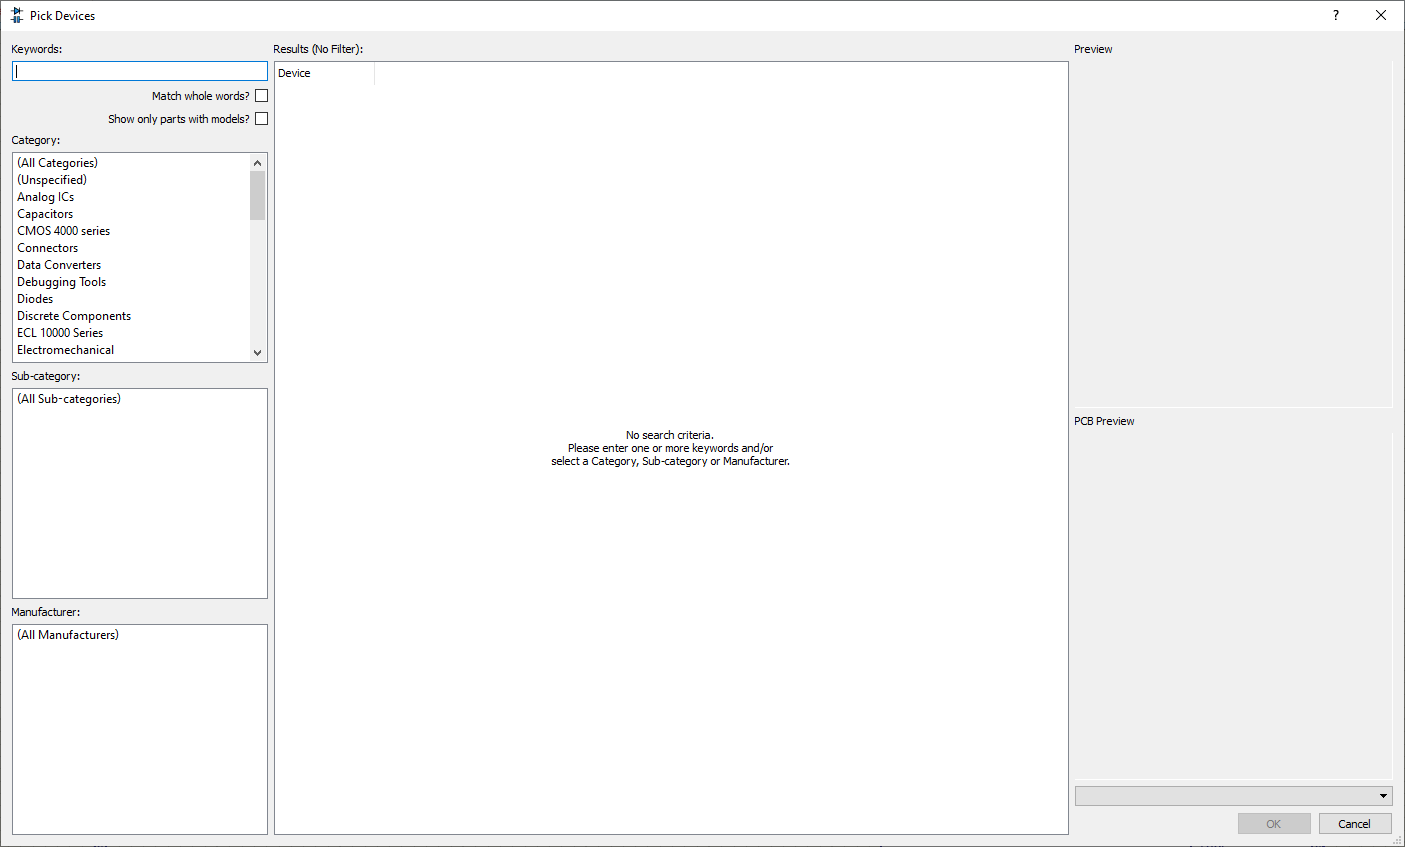 Pick Devices
?
Keywords:
Match whole words?
Show only parts with models?
Category:
(All Categories)
(Unspecified)
Analog ICs
Capacitors
CMOS 4000 series
Connectors
Data Converters
Debugging Tools
Diodes
Discrete Components
ECL 10000 Series
Electromechanical
Sub-category:
(All Sub-categories)
Manufacturer:
(All Manufacturers)
Results (No Filter):
Device
No search criteria.
Please enter one or more keywords and/or
select a Category, Sub-category or Manufacturer.
Preview
PCB Preview
OK
Cancel